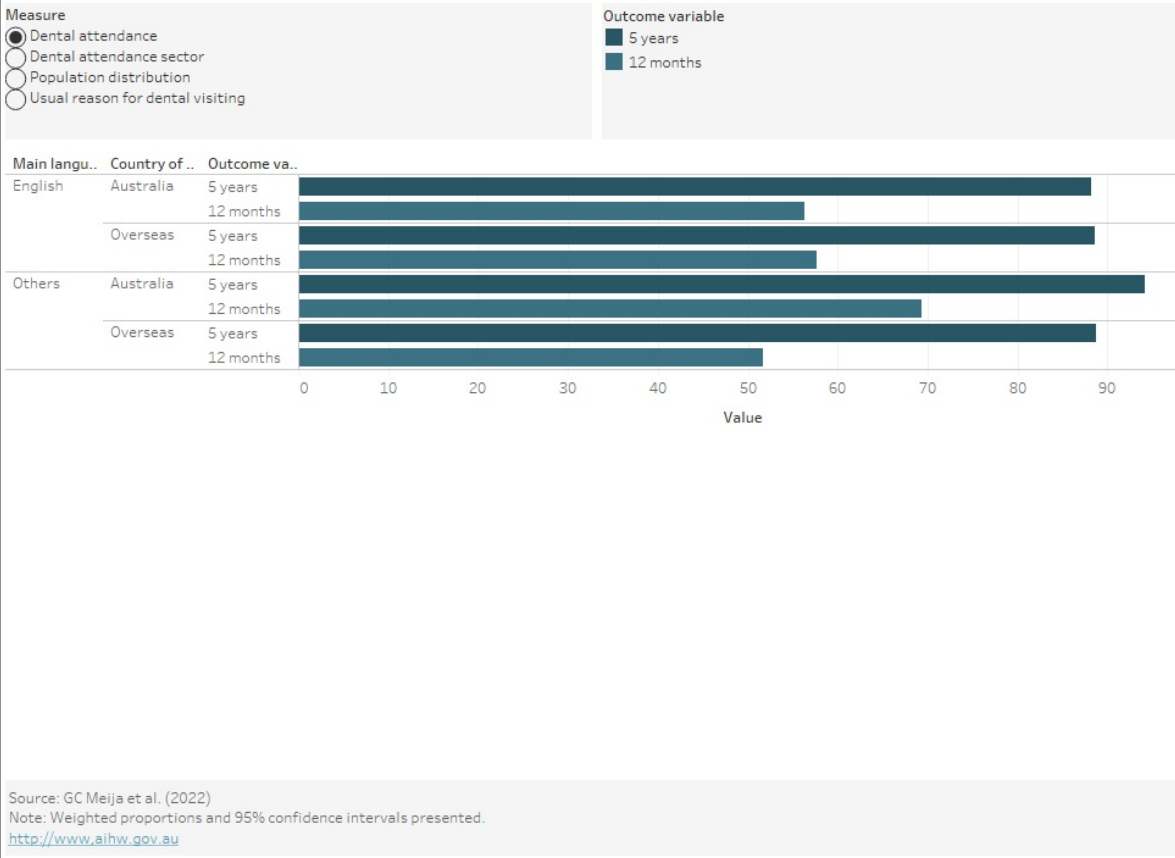 Measure
Dental attendance
Dental attendance sector
Population distribution
Usual reason for dental visiting
Outcome variable
5 years
12 months
Main langu.. Country of .. Outcome va..
English Australia 5 years
12 months
Overseas 5 years
12 months
Others Australia 5 years
12 months
Overseas 5 years
12 months
0 10 20 30 40 50 60 70 80 90
Value
Source: GC Meija et al. (2022)
Note: Weighted proportions and 95% confidence intervals presented.
http://www,aihw.gov.au